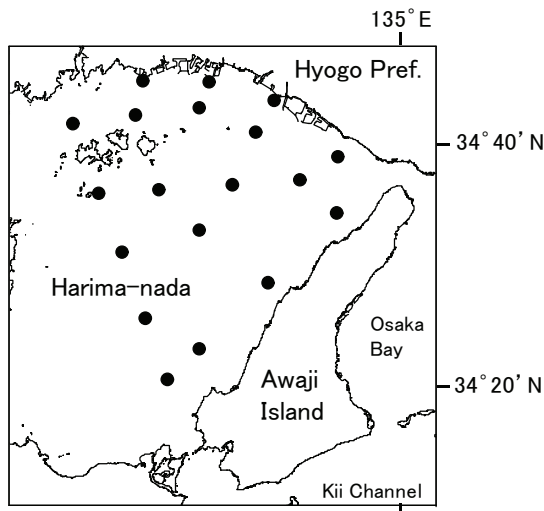 135°E
Hyogo Pref.
34°40'N
Harima-nada
Osaka
Bay
Awaji
Island
34°20'N
Kii Channel